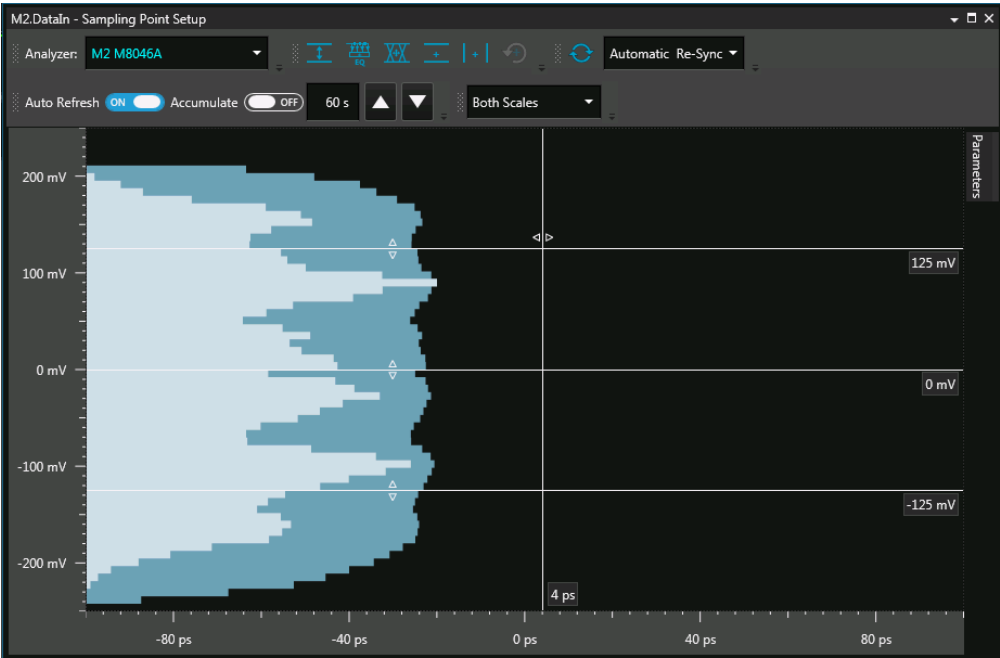 M2.DataIn - Sampling Point Setup
Analyzer: M2 M8046A EQ Automatic Re-Sync
Auto Refresh ON Accumulate OFF 60 s Both Scales
Parameters
200 mV
125 mV
100 mV
0 mV
0 mV
-100 mV
-125 mV
-200 mV
4 ps
-80 ps -40 ps 0 ps 40 ps 80 ps